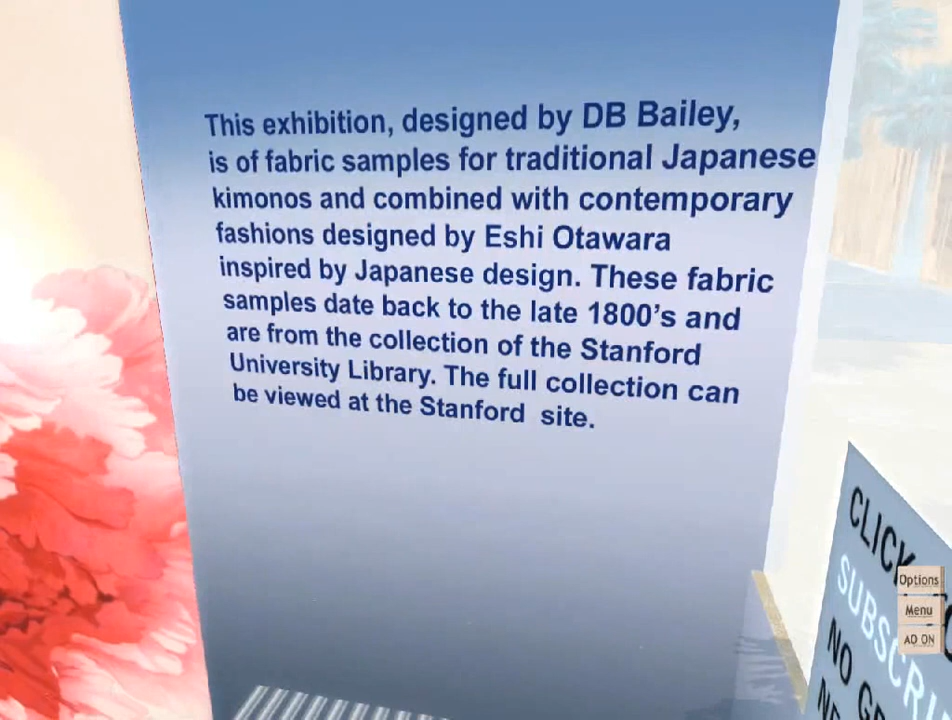 This exhibition, designed by DB Bailey,
is of fabric samples for traditional Japanese
kimonos and combined with contemporary
fashions designed by Eshi Otawara
inspired by Japanese design. These fabric
samples date back to the late 1800's and
are from the collection of the Stanford
University Library. The full collection can
be viewed at the Stanford site.
CLICK
NO
Options
Menu
AO ON